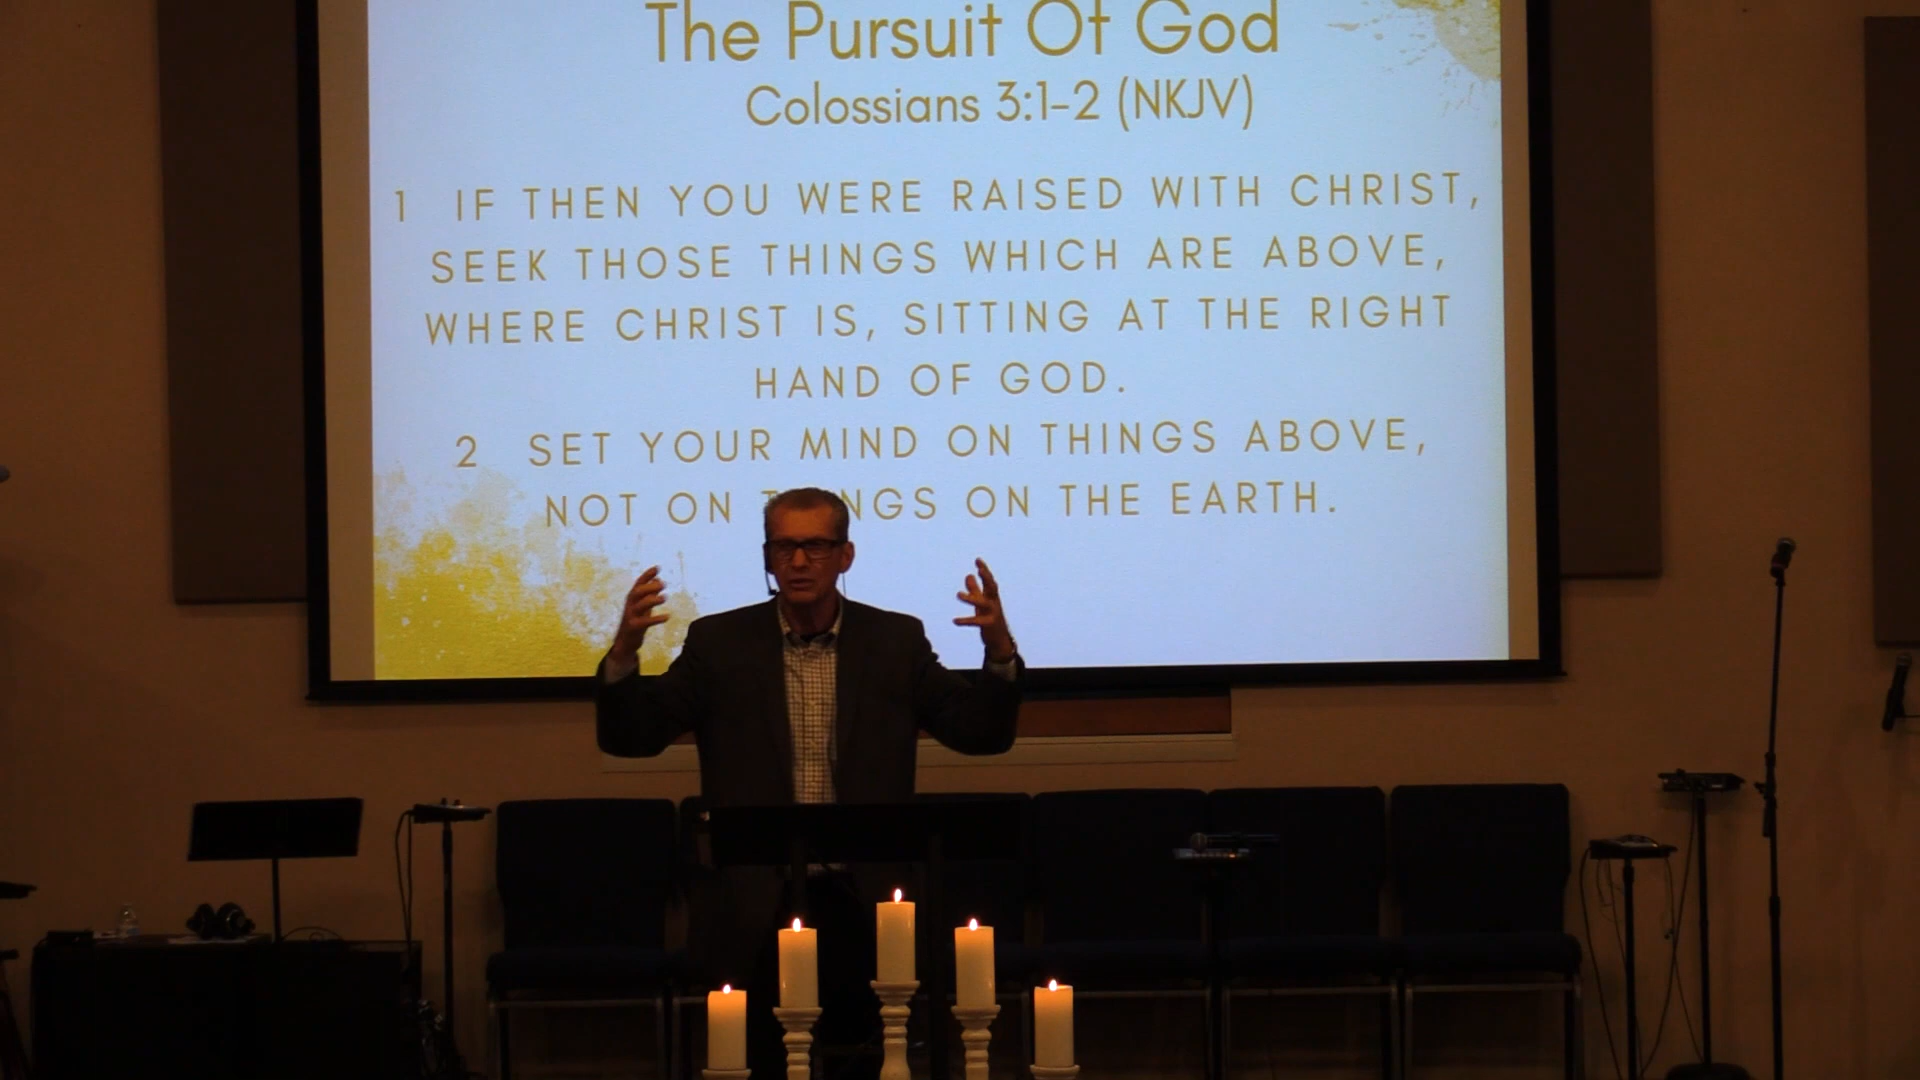 The Pursuit Of God
Colossians 3:1-2 (NKJV)
1 IF THEN YOU WERE RAISED WITH CHRIST,
SEEK THOSE THINGS WHICH ARE ABOVE,
WHERE CHRIST IS, SITTING AT THE RIGHT
HAND OF GOD.
2 SET YOUR MIND ON THINGS ABOVE,
NOT ON THINGS ON THE EARTH.